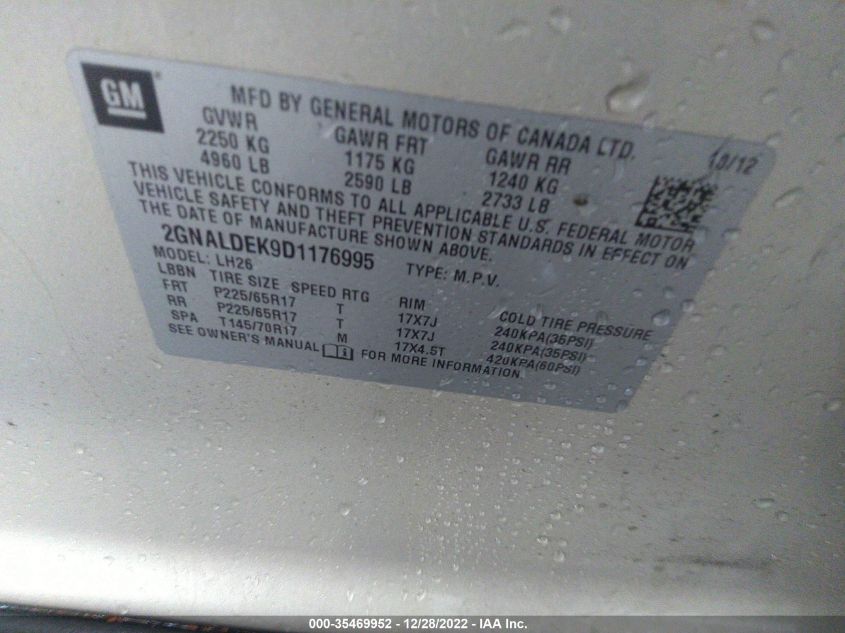 GM
MFD BY GENERAL MOTORS OF CANADA LTD.
10/12
GVWR GAWR FRT GAWR RR
2250 KG 1175 KG 1240 KG
4960 LB 2590 LB 2733 LB
THIS VEHICLE CONFORMS TO ALL APPLICABLE U.S. FEDERAL MOTOR
VEHICLE SAFETY AND THEFT PREVENTION STANDARDS IN EFFECT ON
THE DATE OF MANUFACTURE SHOWN ABOVE.
2GNALDEK9D1176995 TYPE: M.P.V.
MODEL: LH26
LBBN TIRE SIZE SPEED RTG RIM COLD TIRE PRESSURE
FRT P225/65R17 T 17X7J 240KPA(35PSI)
RR P225/65R17 T 17X7J 240KPA(35PSI)
SPA T145/70R17 M 17X4.5T 420KPA(60PSI)
SEE OWNER'S MANUAL FOR MORE INFORMATION
000-35469952 - 12/28/2022 - IAA Inc.